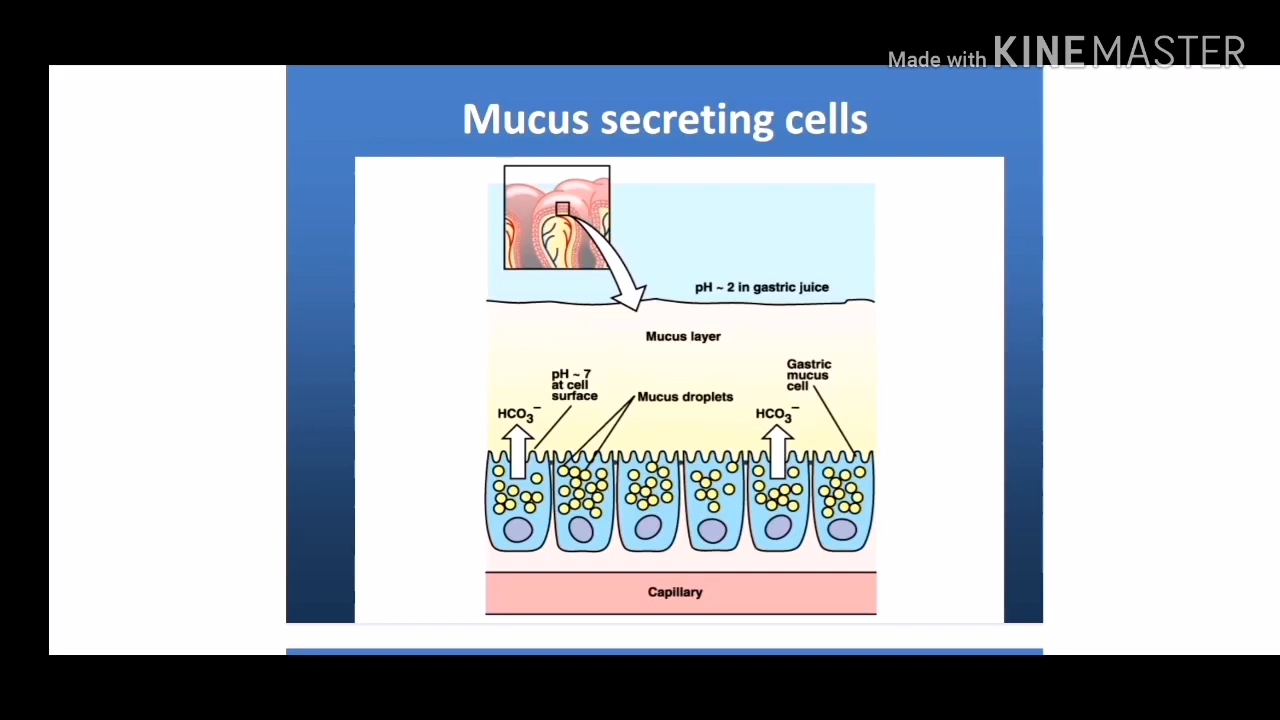 Made with KINEMASTER
Mucus secreting cells
pH ~ 2 in gastric juice
Mucus layer
Gastric
mucus
cell
pH ~ 7
at cell
surface
Mucus droplets
HCO3−
HCO3−
Capillary